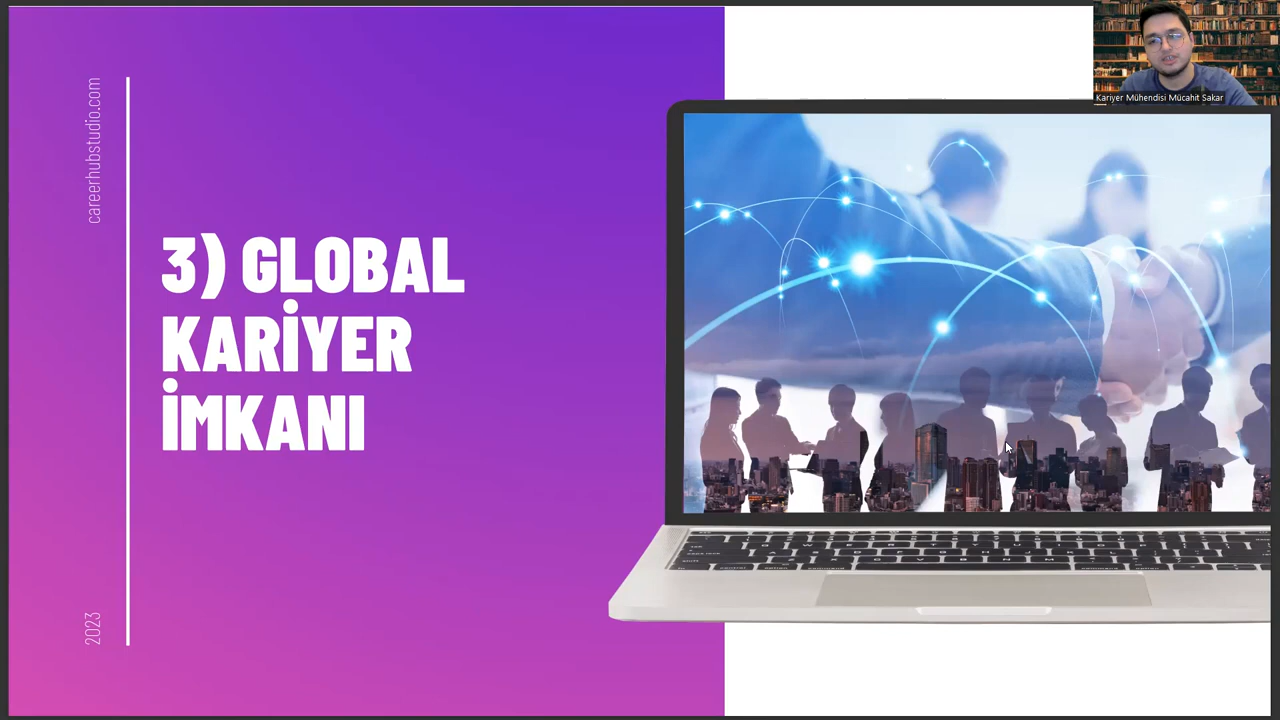 careerhubstudio.com
3) GLOBAL
KARİYER
İMKANI
2023
Kariyer Mühendisi Mücahit Sakar